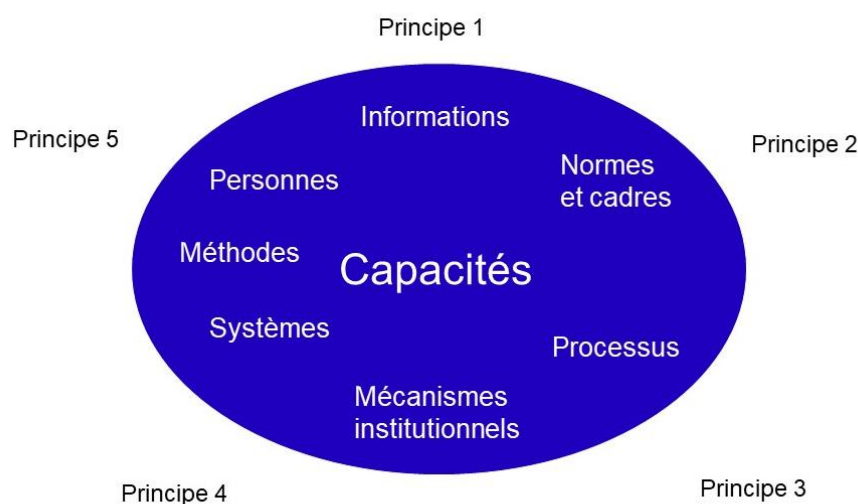 Principe 1
Informations
Principe 5
Principe 2
Personnes
Normes
et cadres
Méthodes
Capacités
Systèmes
Processus
Mécanismes
institutionnels
Principe 4
Principe 3